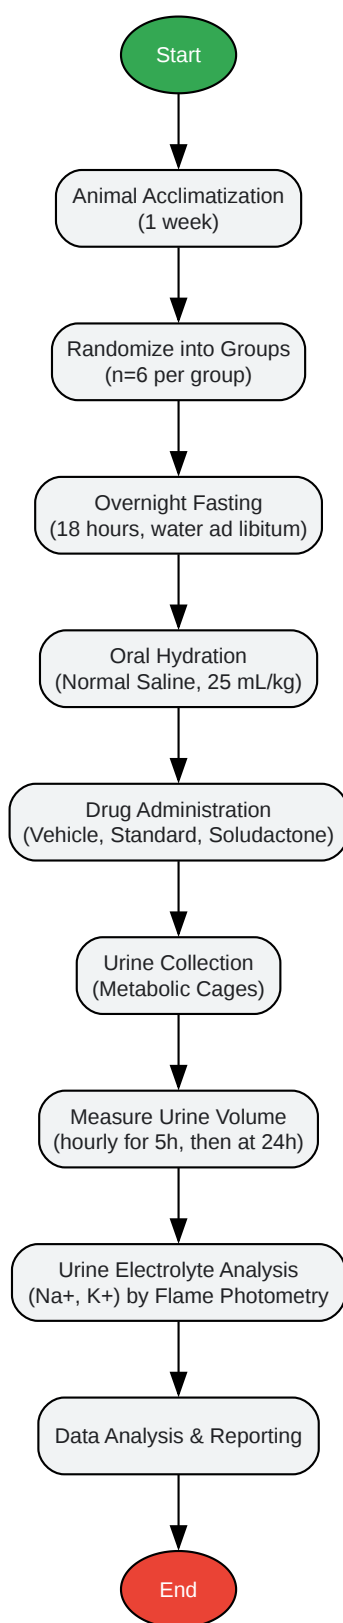 Start
Animal Acclimatization
(1 week)
Randomize into Groups
(n=6 per group)
Overnight Fasting
(18 hours, water ad libitum)
Oral Hydration
(Normal Saline, 25 mL/kg)
Drug Administration
(Vehicle, Standard, Soludactone)
Urine Collection
(Metabolic Cages)
Measure Urine Volume
(hourly for 5h, then at 24h)
Urine Electrolyte Analysis
(Na+, K+) by Flame Photometry
Data Analysis & Reporting
End